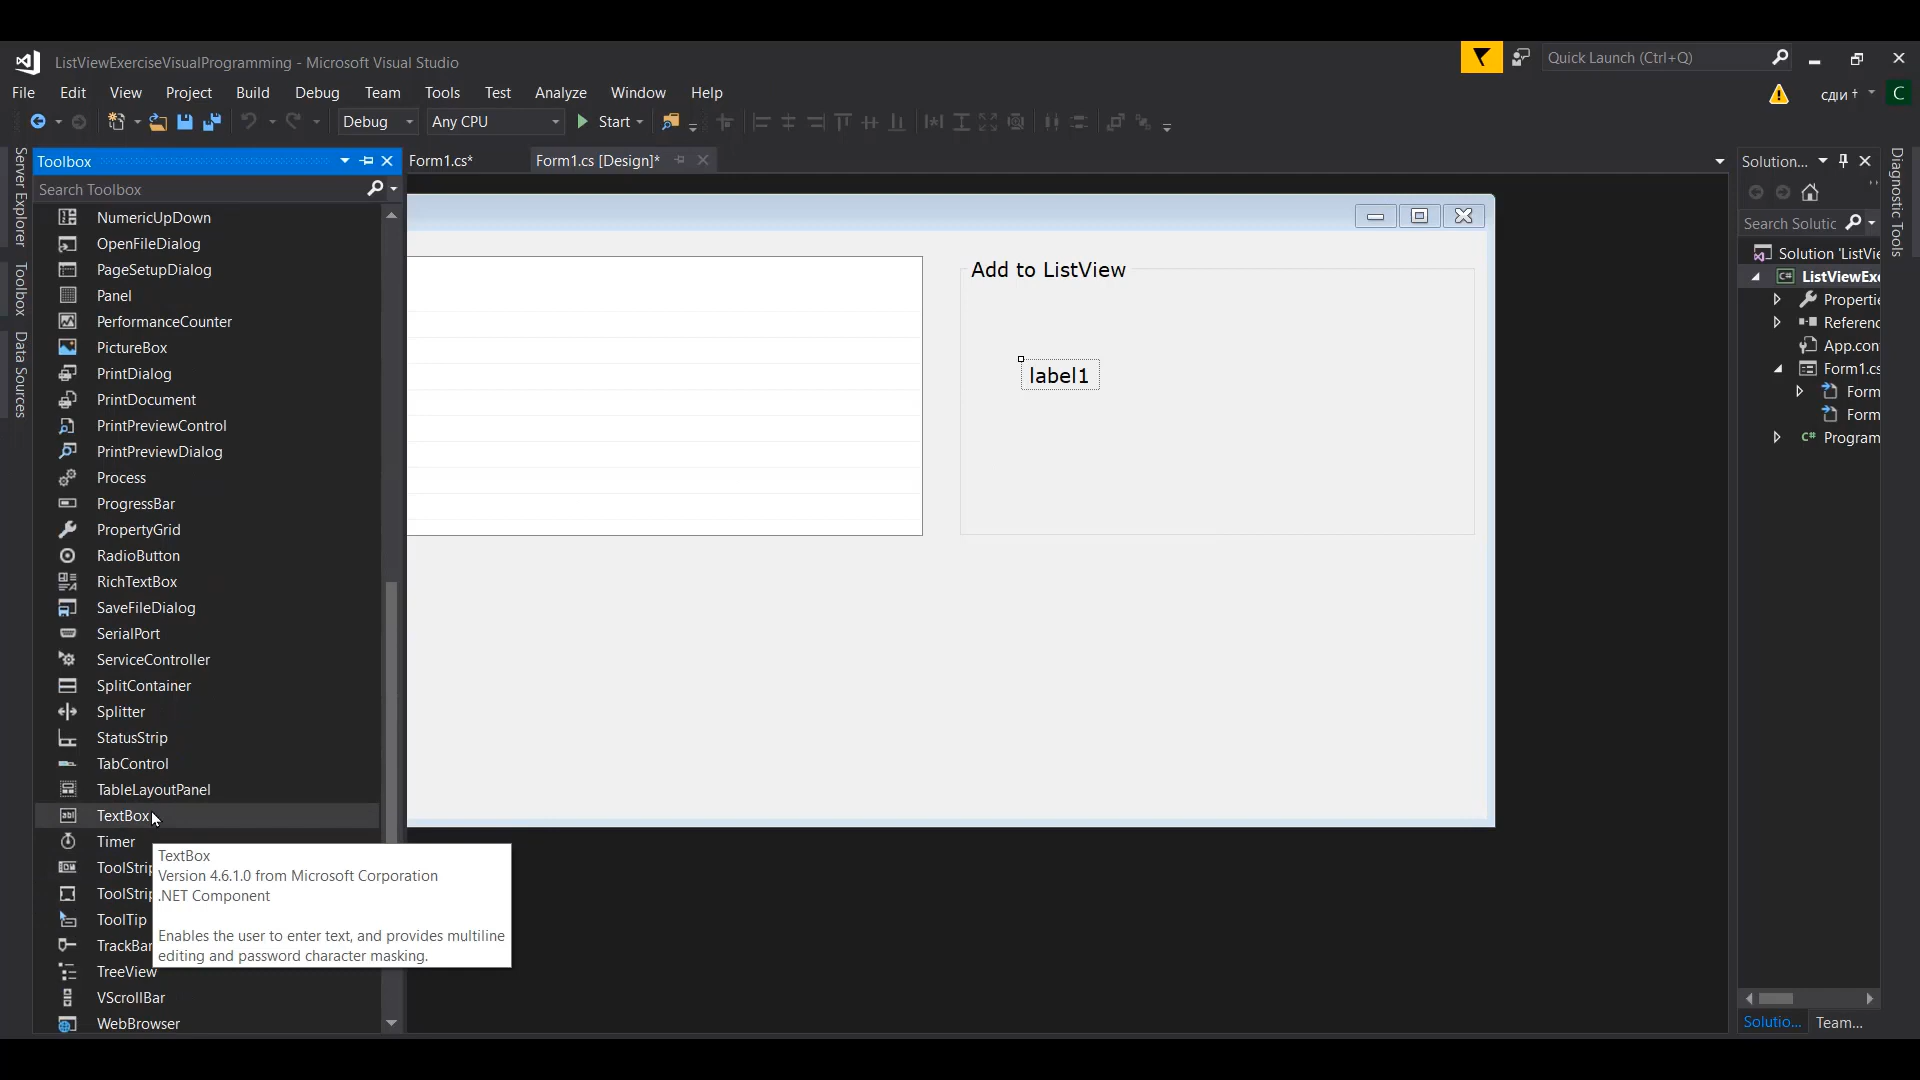 ListViewExerciseVisualProgramming - Microsoft Visual Studio
Quick Launch (Ctrl+Q)
File Edit View Project Build Debug Team Tools Test Analyze Window Help
сди †
C
Debug
Any CPU
Start
Server Explorer
Toolbox
Data Sources
Toolbox
Search Toolbox
NumericUpDown
OpenFileDialog
PageSetupDialog
Panel
PerformanceCounter
PictureBox
PrintDialog
PrintDocument
PrintPreviewControl
PrintPreviewDialog
Process
ProgressBar
PropertyGrid
RadioButton
RichTextBox
SaveFileDialog
SerialPort
ServiceController
SplitContainer
Splitter
StatusStrip
TabControl
TableLayoutPanel
TextBox
Timer
ToolStrip
ToolStrip
ToolTip
TrackBar
TreeView
VScrollBar
WebBrowser
TextBox
Version 4.6.1.0 from Microsoft Corporation
.NET Component
Enables the user to enter text, and provides multiline
editing and password character masking.
Form1.cs*
Form1.cs [Design]*
Add to ListView
label1
Solution...
Search Solutic
Solution 'ListVie
ListViewExe
Propertie
Referenc
App.con
Form1.cs
Form
Form
Program
Solutio...
Team...
Diagnostic Tools